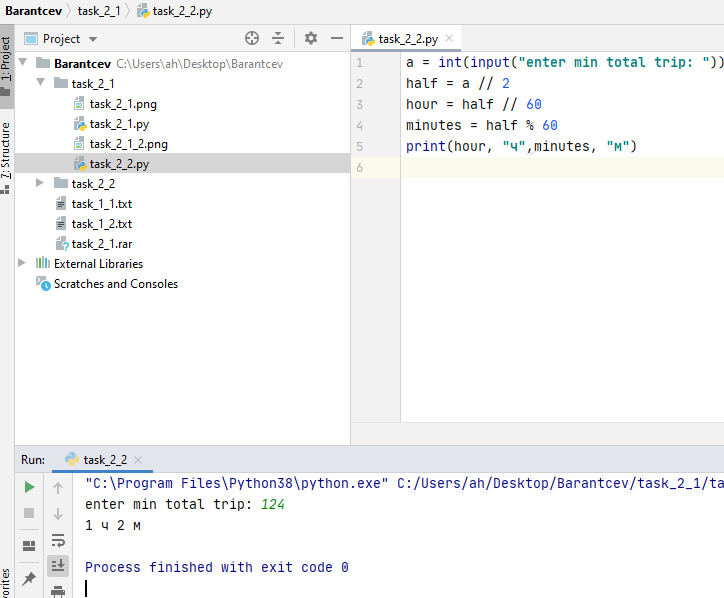 Barantcev task_2_1 task_2_2.py
1: Project
7: Structure
Project
Barantcev C:\Users\ah\Desktop\Barantcev
task_2_1
task_2_1.png
task_2_1.py
task_2_1_2.png
task_2_2.py
task_2_2
task_1_1.txt
task_1_2.txt
task_2_1.rar
External Libraries
Scratches and Consoles
task_2_2.py
1 a = int(input("enter min total trip: "))
2 half = a // 2
3 hour = half // 60
4 minutes = half % 60
5 print(hour, "ч",minutes, "м")
6
Run: task_2_2
"C:\Program Files\Python38\python.exe" C:/Users/ah/Desktop/Barantcev/task_2_1/ta
enter min total trip: 124
1 ч 2 м
Process finished with exit code 0